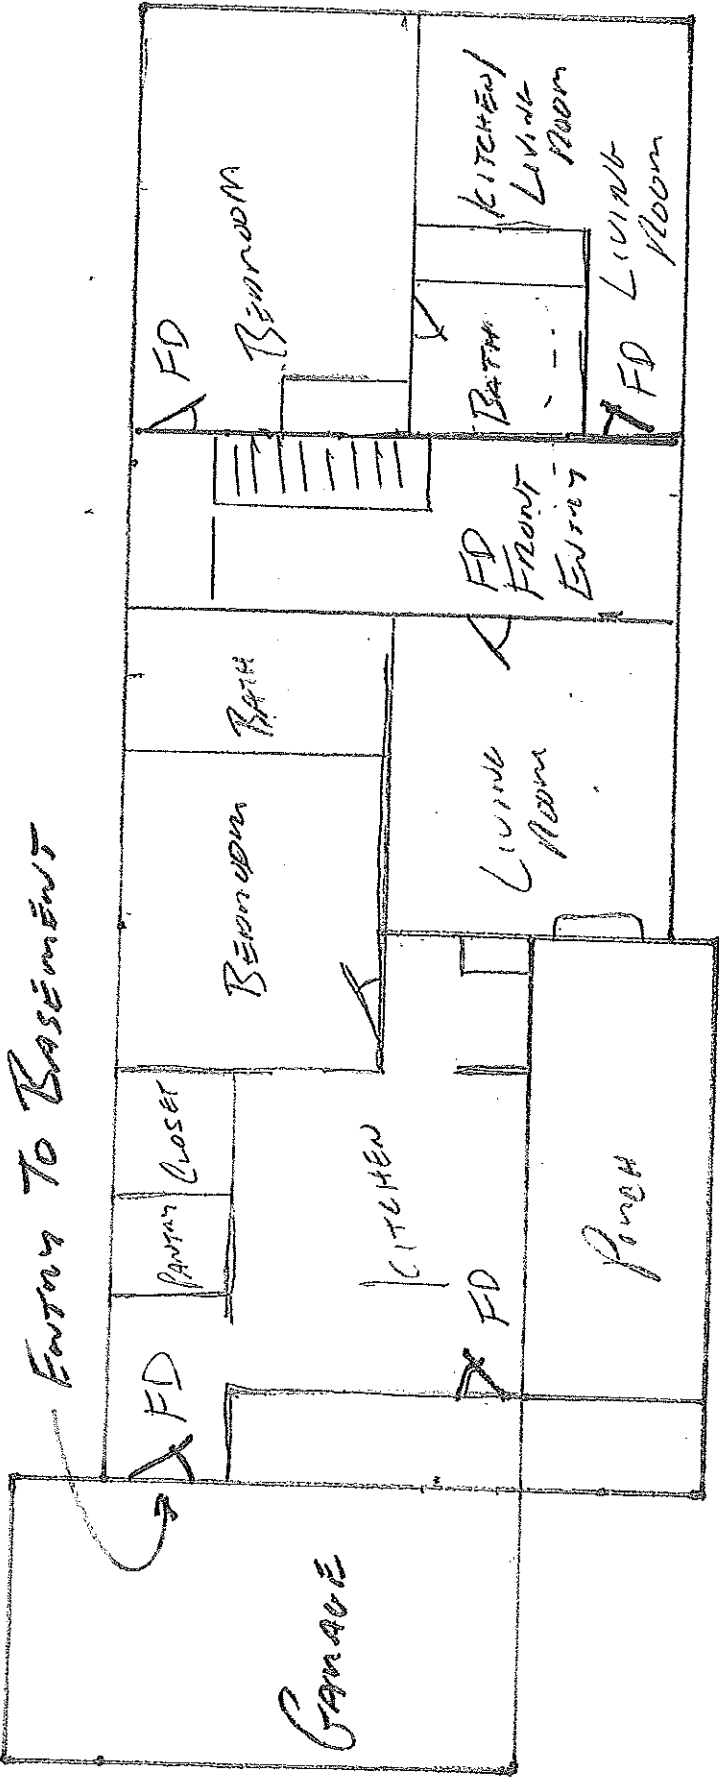 ENTRY TO BASEMENT
GARAGE
FD
PANTRY
CLOSET
BEDROOM
BATH
FD
BEDROOM
KITCHEN
FD
LIVING
ROOM
FD
FRONT
ENTRY
BATH
KITCHEN/
LIVING
ROOM
PORCH
FD
LIVING
ROOM